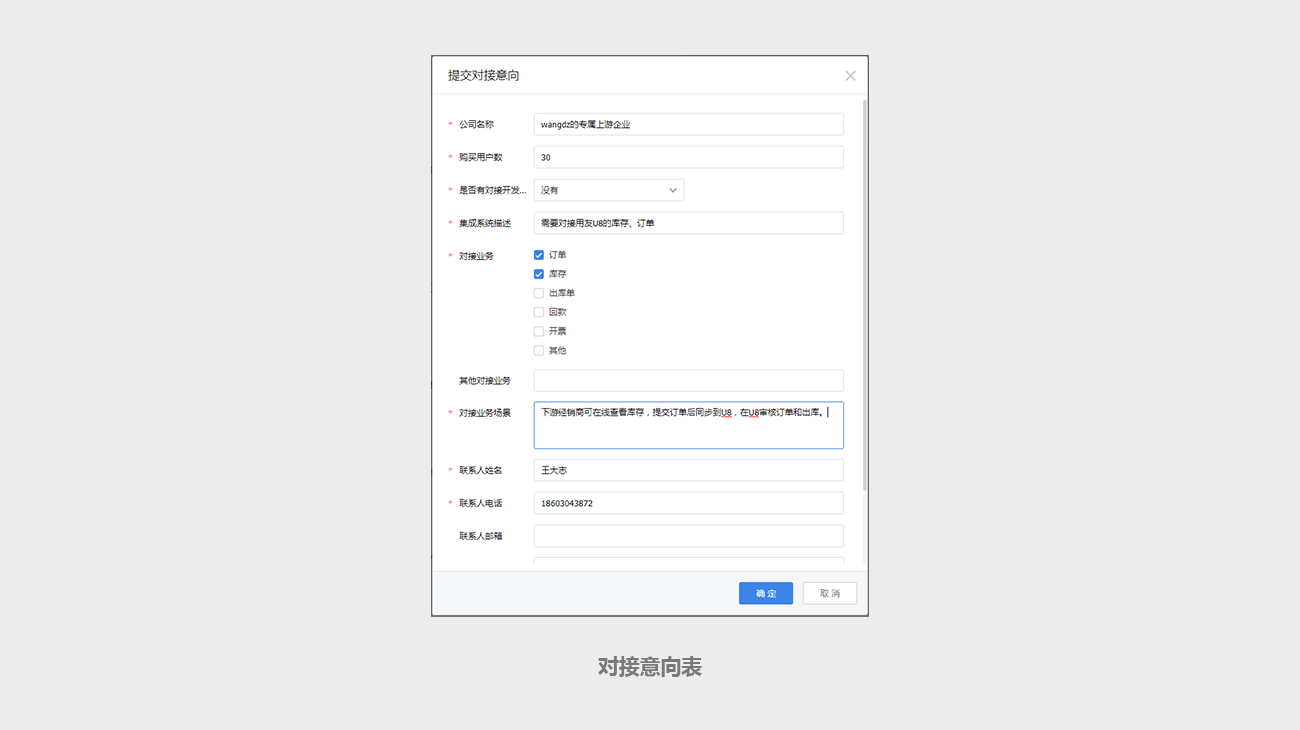 提交对接意向
* 公司名称 wangdz的专属上游企业
* 购买用户数 30
* 是否有对接开发... 没有
* 集成系统描述 需要对接用友U8的库存、订单
* 对接业务 订单
库存
出库单
回款
开票
其他
其他对接业务
* 对接业务场景 下游经销商可在线查看库存，提交订单后同步到U8，在U8审核订单和出库。
* 联系人姓名 王大志
* 联系人电话 18603043872
联系人邮箱
确定 取消
对接意向表